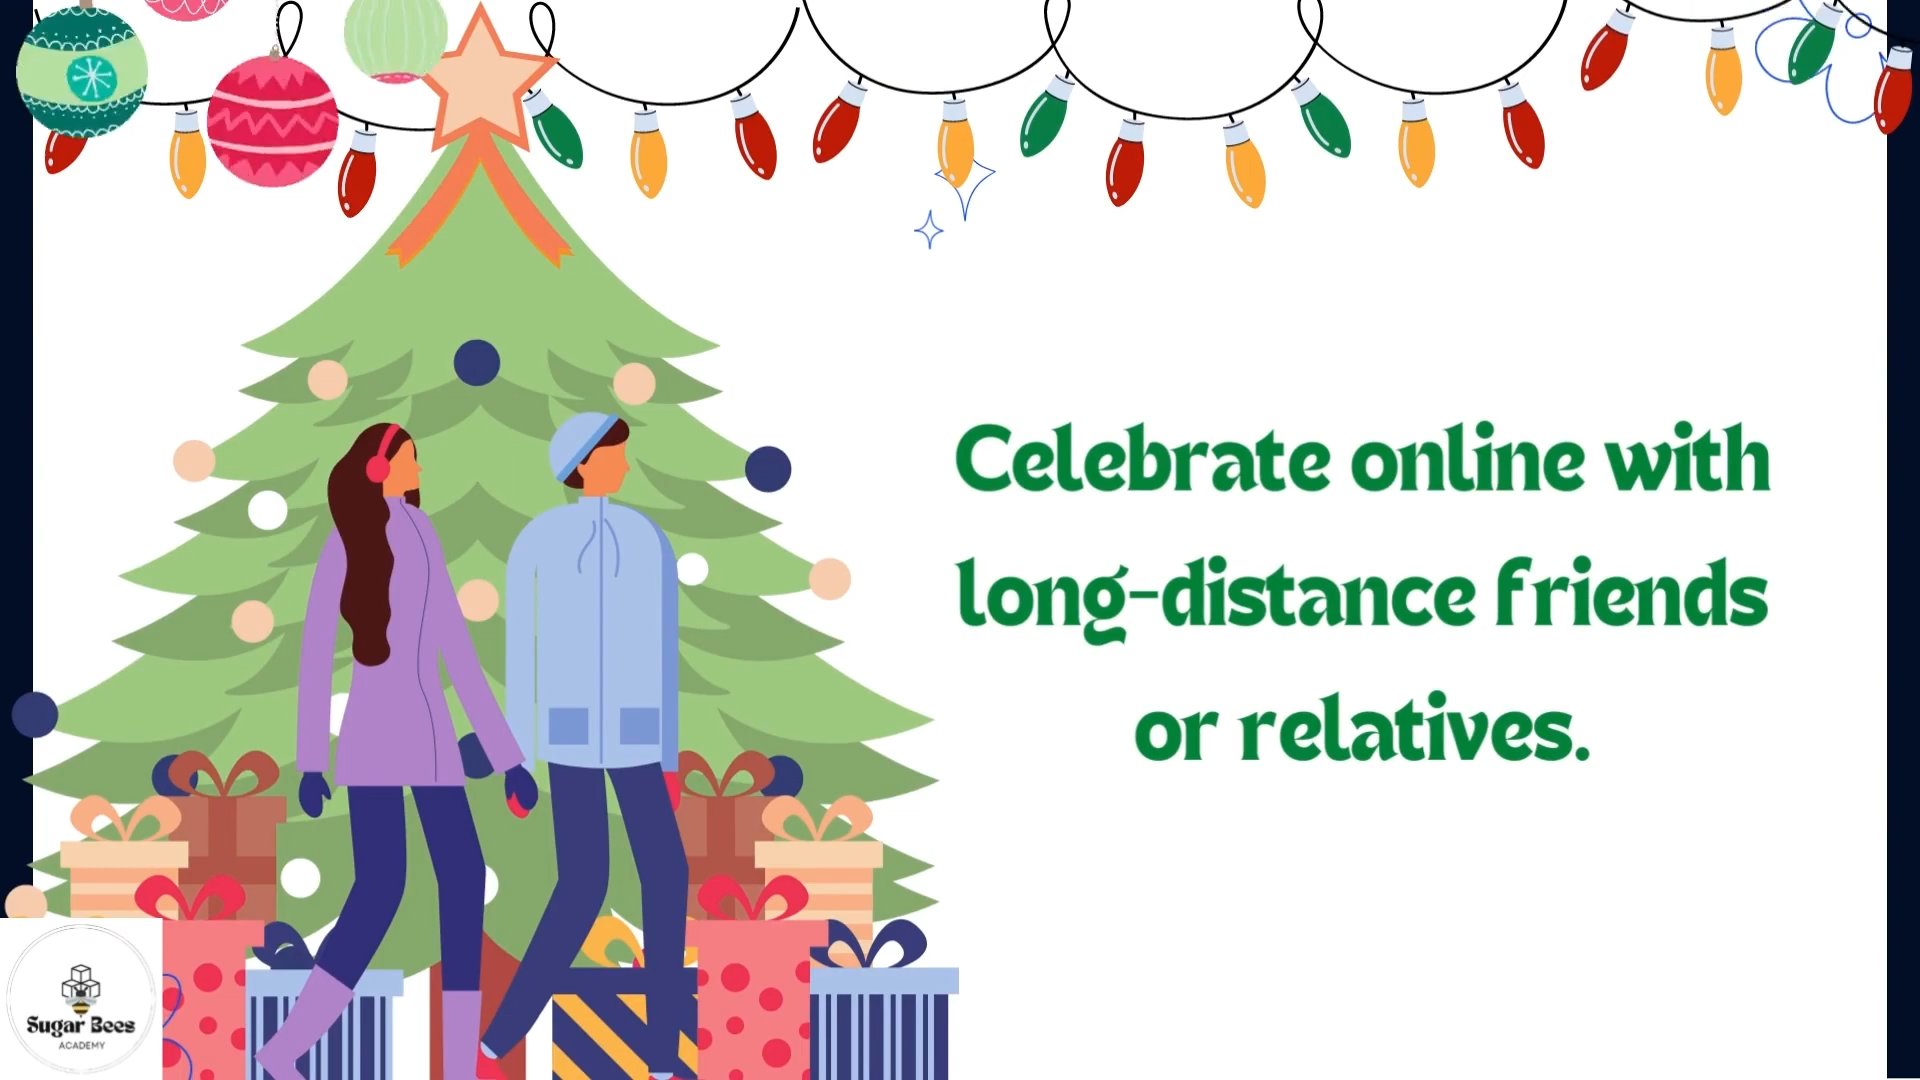 Celebrate online with
long-distance friends
or relatives.
Sugar Bees
ACADEMY